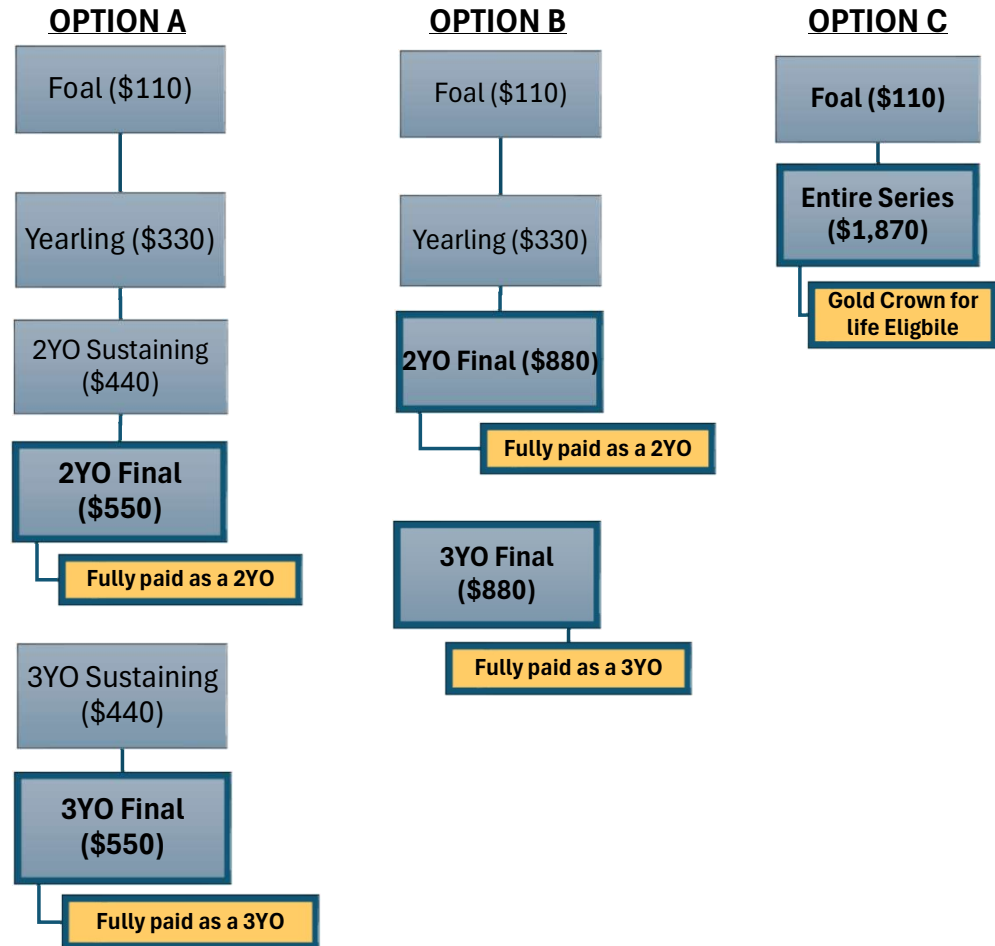 OPTION A
Foal ($110)
Yearling ($330)
2YO Sustaining
($440)
2YO Final
($550)
Fully paid as a 2YO
3YO Sustaining
($440)
3YO Final
($550)
Fully paid as a 3YO
OPTION B
Foal ($110)
Yearling ($330)
2YO Final ($880)
Fully paid as a 2YO
3YO Final
($880)
Fully paid as a 3YO
OPTION C
Foal ($110)
Entire Series
($1,870)
Gold Crown for
life Eligbile